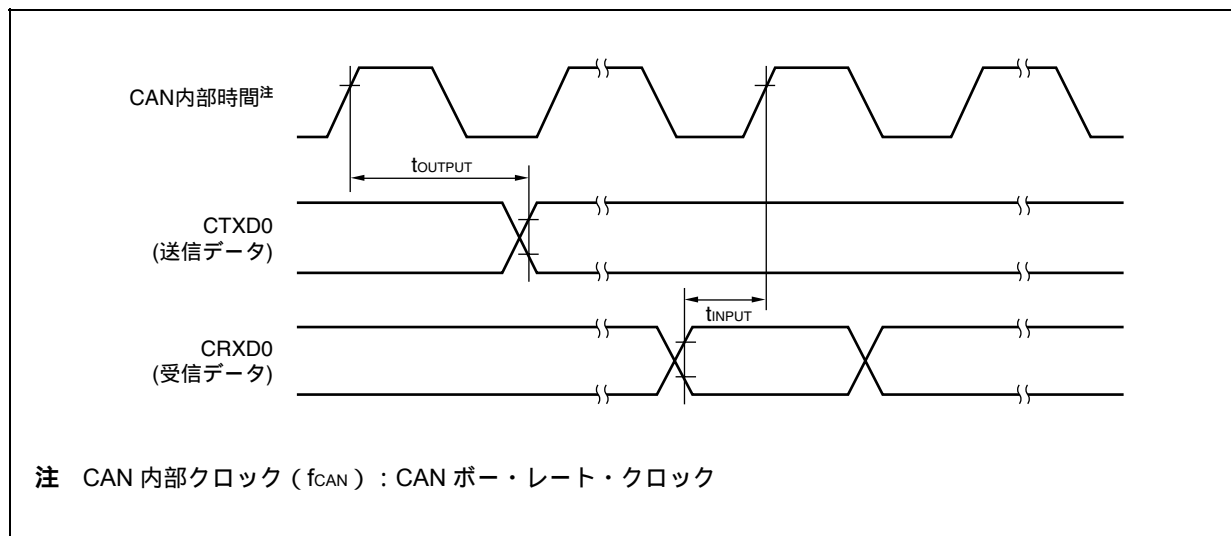 CAN内部時間注
tOUTPUT
CTXD0
(送信データ)
tINPUT
CRXD0
(受信データ)
注 CAN 内部クロック（fCAN）：CAN ボー・レート・クロック